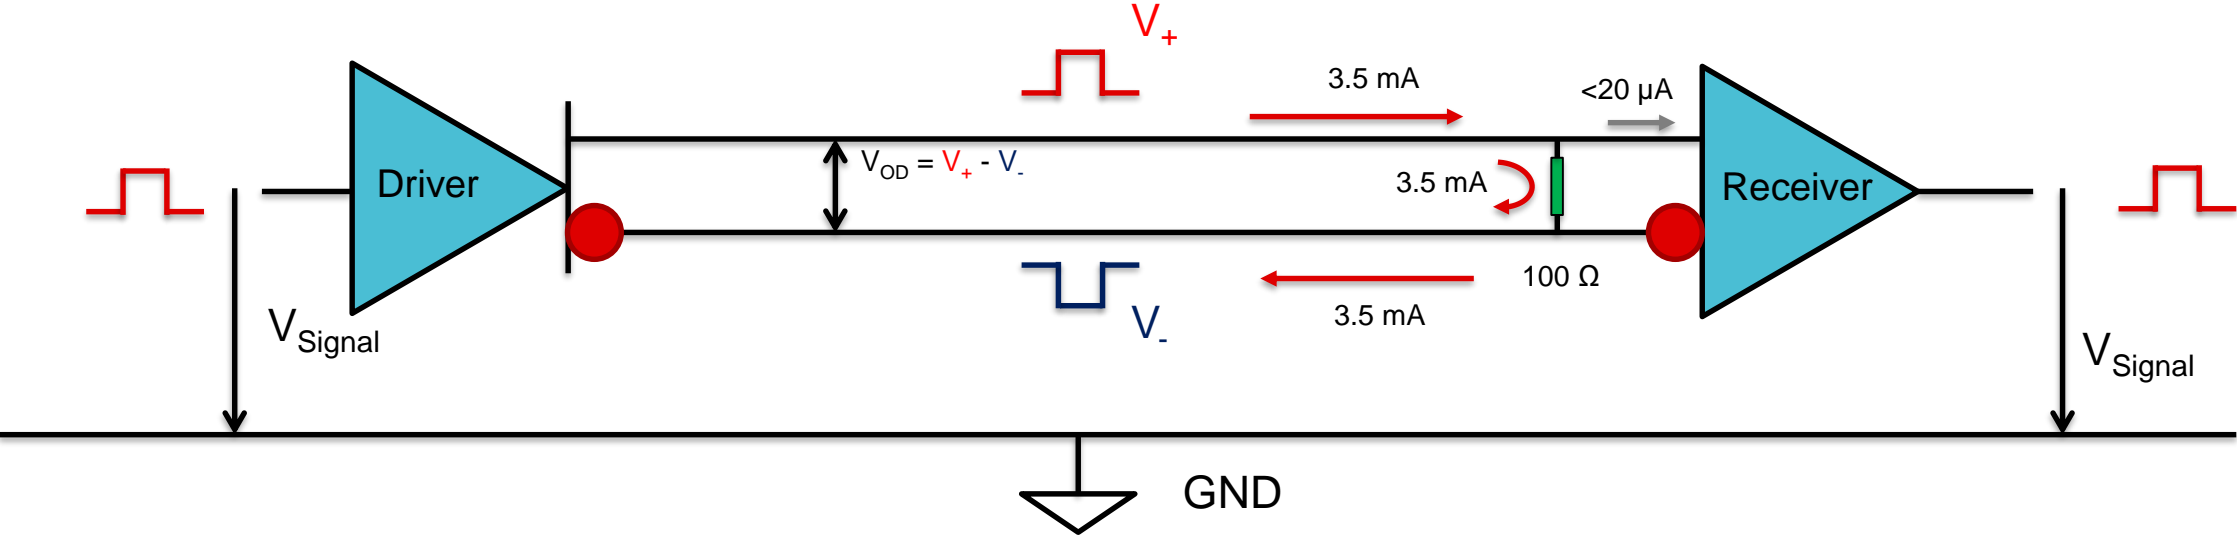 V+
3.5 mA
<20 µA
VOD = V+ - V-
Driver
3.5 mA
Receiver
100 Ω
3.5 mA
V-
VSignal
VSignal
GND